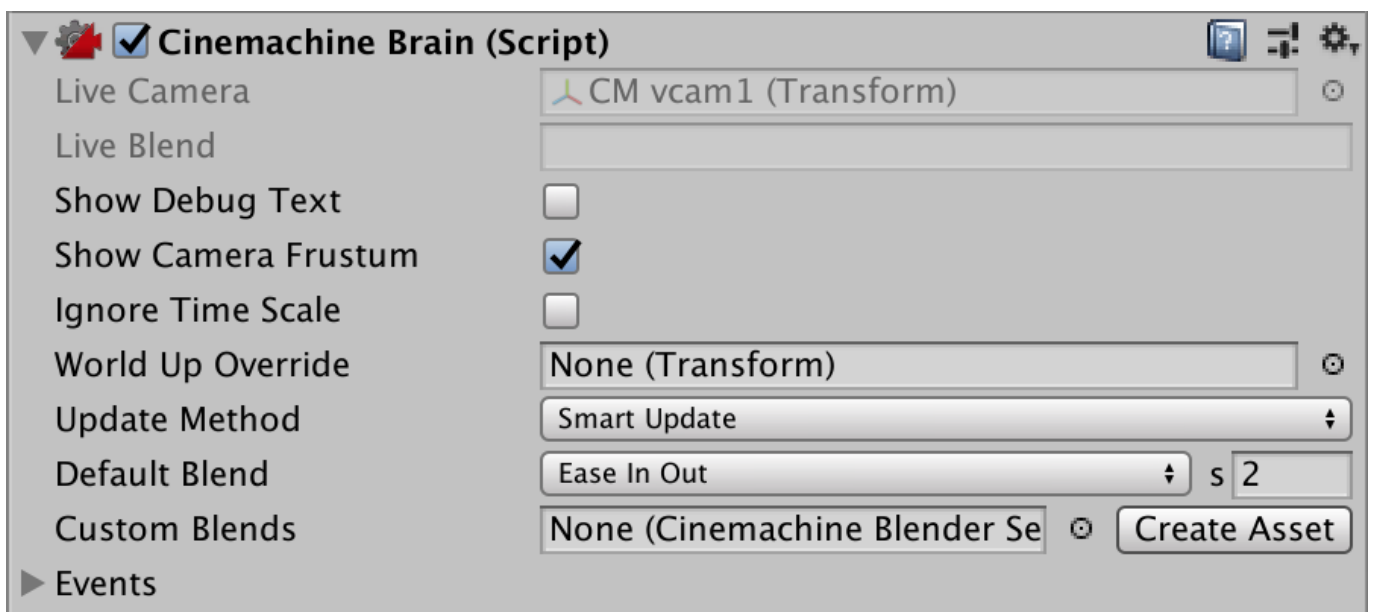 Cinemachine Brain (Script)
Live Camera CM vcam1 (Transform)
Live Blend
Show Debug Text
Show Camera Frustum
Ignore Time Scale
World Up Override None (Transform)
Update Method Smart Update
Default Blend Ease In Out s 2
Custom Blends None (Cinemachine Blender Se Create Asset
Events